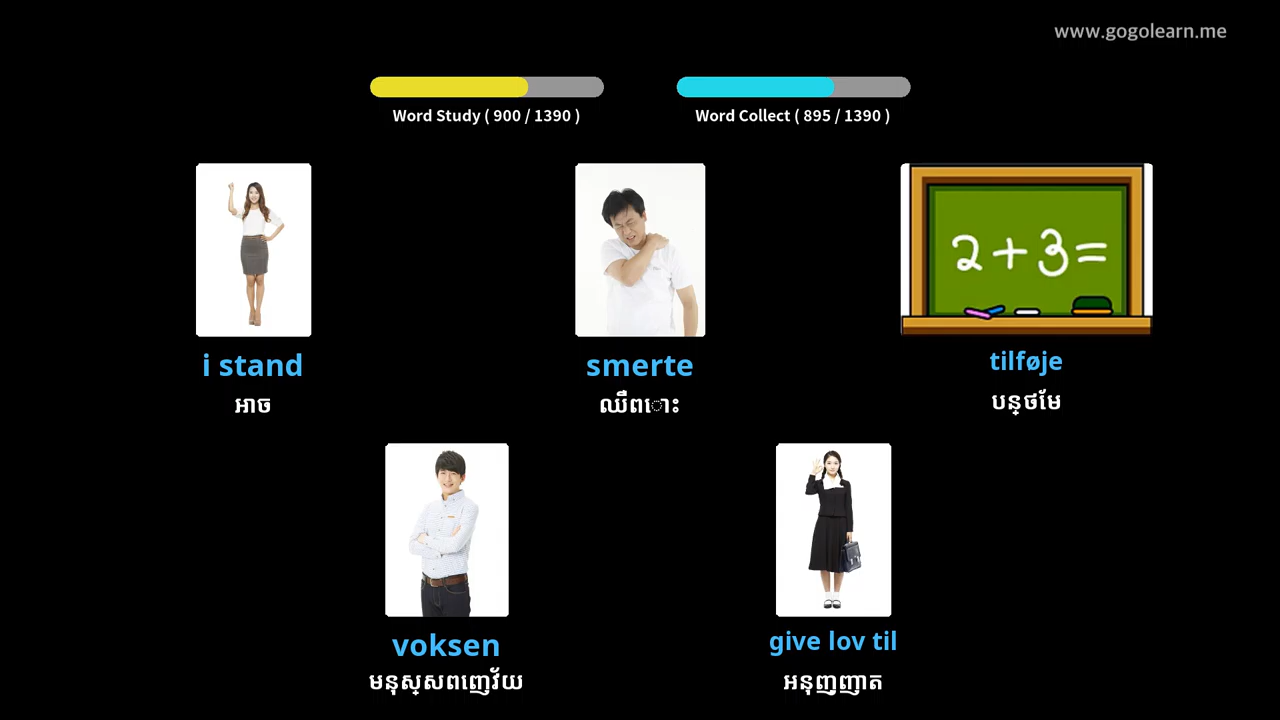 www.gogolearn.me
Word Study ( 900 / 1390 )
Word Collect ( 895 / 1390 )
2+3=
i stand
smerte
tilføje
អាច
ឈឺពោះ
បន្ថែម
voksen
give lov til
មនុស្សពេញវ័យ
អនុញ្ញាត